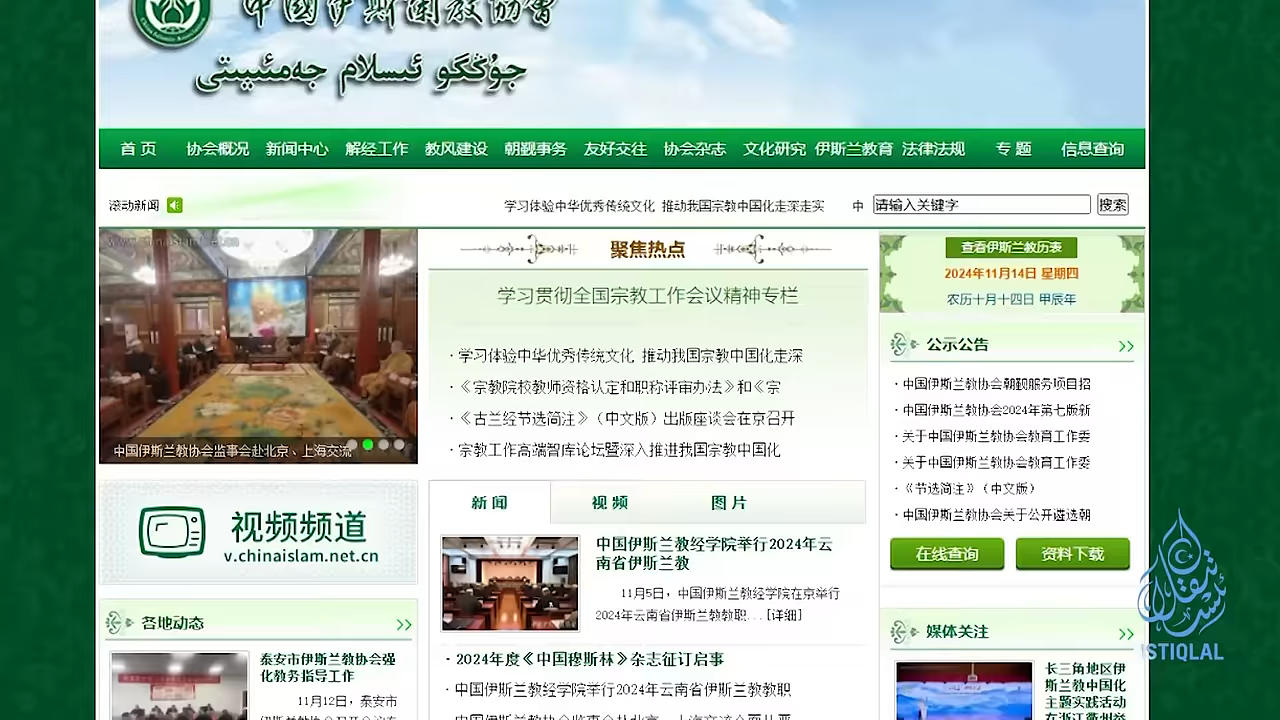 中國伊斯蘭教協會
جۇڭگو ئىسلام جەمئىيىتى
首页 协会概况 新闻中心 解经工作 教风建设 朝觐事务 友好交往 协会杂志 文化研究 伊斯兰教育 法律法规 专题 信息查询
滚动新闻 学习体验中华优秀传统文化 推动我国宗教中国化走深走实 中 请输入关键字 搜索
中国伊斯兰教协会监事会赴北京、上海交流
视频频道
v.chinaislam.net.cn
各地动态 >>
泰安市伊斯兰教协会强
化教务指导工作
11月12日，泰安市
聚焦热点
学习贯彻全国宗教工作会议精神专栏
·学习体验中华优秀传统文化 推动我国宗教中国化走深
·《宗教院校教师资格认定和职称评审办法》和《宗
·《古兰经节选简注》（中文版）出版座谈会在京召开
·宗教工作高端智库论坛暨深入推进我国宗教中国化
新闻 视频 图片
中国伊斯兰教经学院举行2024年云
南省伊斯兰教
11月5日，中国伊斯兰教经学院在京举行
2024年云南省伊斯兰教教职...[详细]
·2024年度《中国穆斯林》杂志征订启事
·中国伊斯兰教经学院举行2024年云南省伊斯兰教教职
查看伊斯兰教历表
2024年11月14日 星期四
农历十月十四日 甲辰年
公示公告 >>
·中国伊斯兰教协会朝觐服务项目招
·中国伊斯兰教协会2024年第七版新
·关于中国伊斯兰教协会教育工作委
·关于中国伊斯兰教协会教育工作委
·《节选简注》（中文版）
·中国伊斯兰教协会关于公开遴选朝
在线查询 资料下载
媒体关注 >>
长三角地区伊
斯兰教中国化
主题实践活动
ISTIQLAL